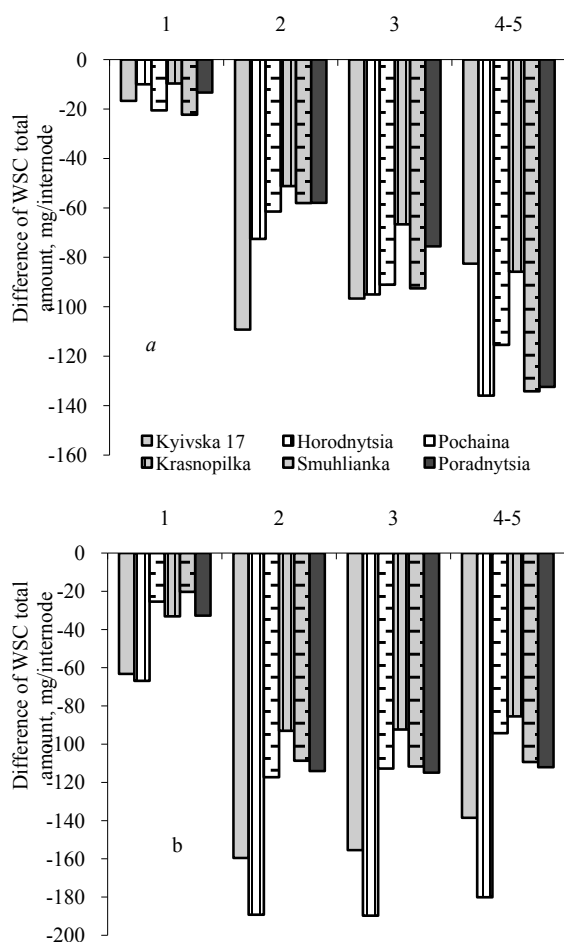 1 2 3 4-5
0
-20
-40
-60
-80
-100
-120
-140
-160
Difference of WSC total
amount, mg/internode
a
Kyivska 17 Horodnytsia Pochaina
Krasnopilka Smuhlianka Poradnytsia
1 2 3 4-5
0
-20
-40
-60
-80
-100
-120
-140
-160
-180
-200
Difference of WSC total
amount, mg/internode
b